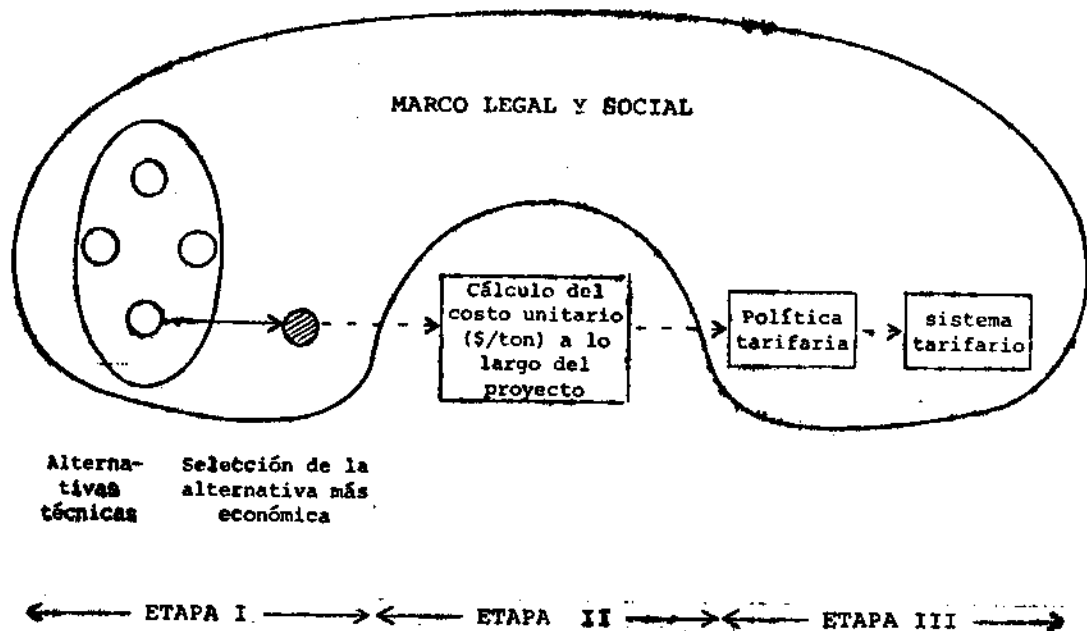 MARCO LEGAL Y SOCIAL
Cálculo del
costo unitario
($/ton) a lo
largo del
proyecto
Política
tarifaria
sistema
tarifario
Alterna-
tivas
técnicas
Selección de la
alternativa más
económica
ETAPA I
ETAPA II
ETAPA III